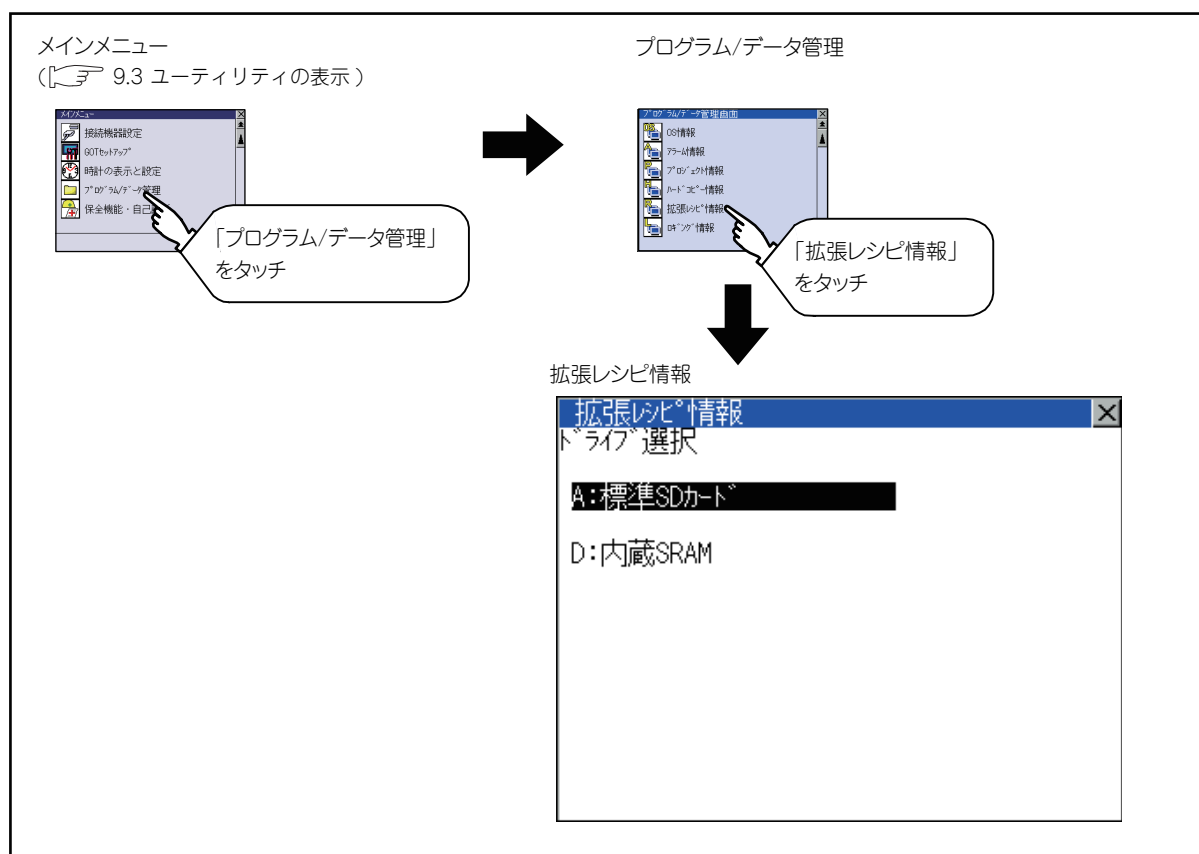 メインメニュー
(☞ 9.3 ユーティリティの表示)
メインメニュー
接続機器設定
GOTセットアップ
時計の表示と設定
プログラム/データ管理
保全機能・自己
「プログラム/データ管理」
をタッチ
プログラム/データ管理
プログラム/データ管理画面
OS情報
アラーム情報
プロジェクト情報
ハードコピー情報
拡張レシピ情報
ロギング情報
「拡張レシピ情報」
をタッチ
拡張レシピ情報
拡張レシピ情報
ドライブ選択
A:標準SDカード
D:内蔵SRAM